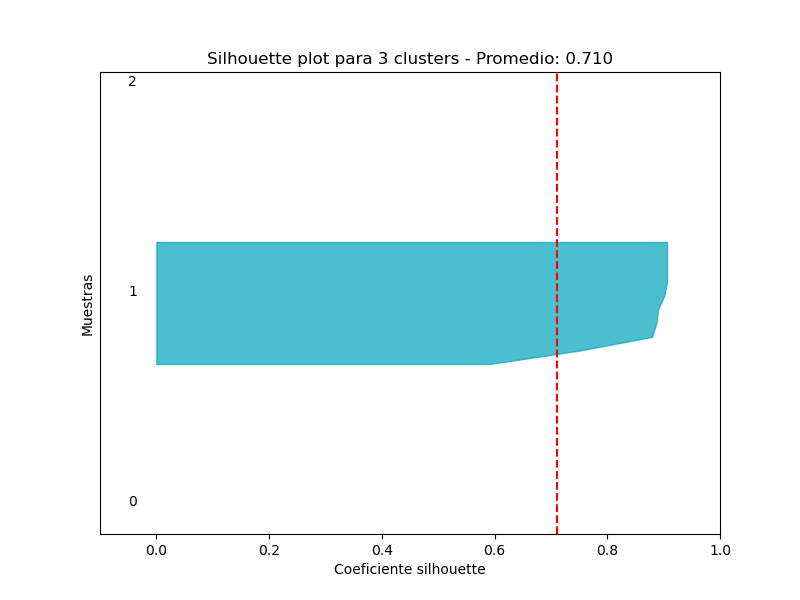 Silhouette plot para 3 clusters - Promedio: 0.710
2
1
0
Muestras
0.0 0.2 0.4 0.6 0.8 1.0
Coeficiente silhouette